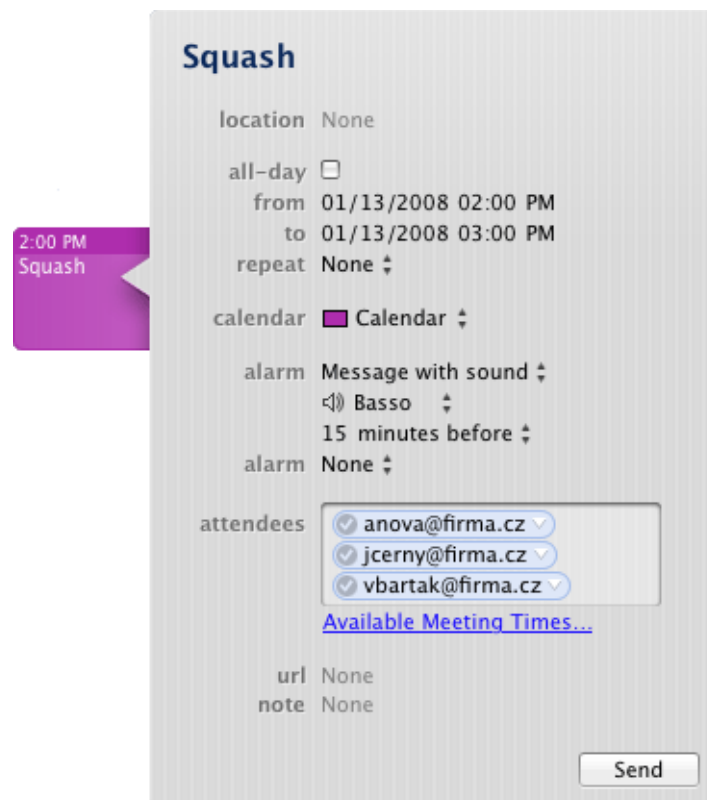 Squash
location None
all-day
from 01/13/2008 02:00 PM
to 01/13/2008 03:00 PM
2:00 PM
Squash
repeat None
calendar Calendar
alarm Message with sound
Basso
15 minutes before
alarm None
attendees anova@firma.cz
jcerny@firma.cz
vbartak@firma.cz
Available Meeting Times...
url None
note None
Send